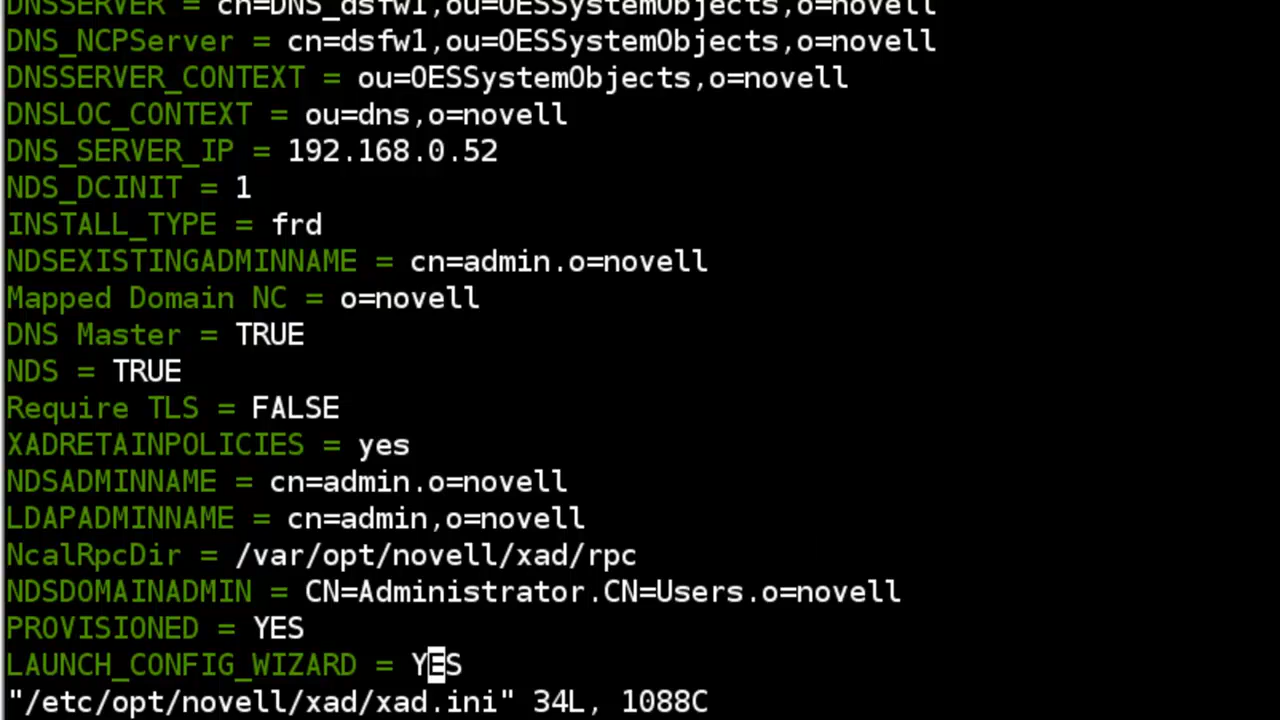 DNSSERVER = cn=DNS_dsfw1,ou=OESSystemObjects,o=novell
DNS_NCPServer = cn=dsfw1,ou=OESSystemObjects,o=novell
DNSSERVER_CONTEXT = ou=OESSystemObjects,o=novell
DNSLOC_CONTEXT = ou=dns,o=novell
DNS_SERVER_IP = 192.168.0.52
NDS_DCINIT = 1
INSTALL_TYPE = frd
NDSEXISTINGADMINNAME = cn=admin.o=novell
Mapped Domain NC = o=novell
DNS Master = TRUE
NDS = TRUE
Require TLS = FALSE
XADRETAINPOLICIES = yes
NDSADMINNAME = cn=admin.o=novell
LDAPADMINNAME = cn=admin,o=novell
NcalRpcDir = /var/opt/novell/xad/rpc
NDSDOMAINADMIN = CN=Administrator.CN=Users.o=novell
PROVISIONED = YES
LAUNCH_CONFIG_WIZARD = YES
"/etc/opt/novell/xad/xad.ini" 34L, 1088C